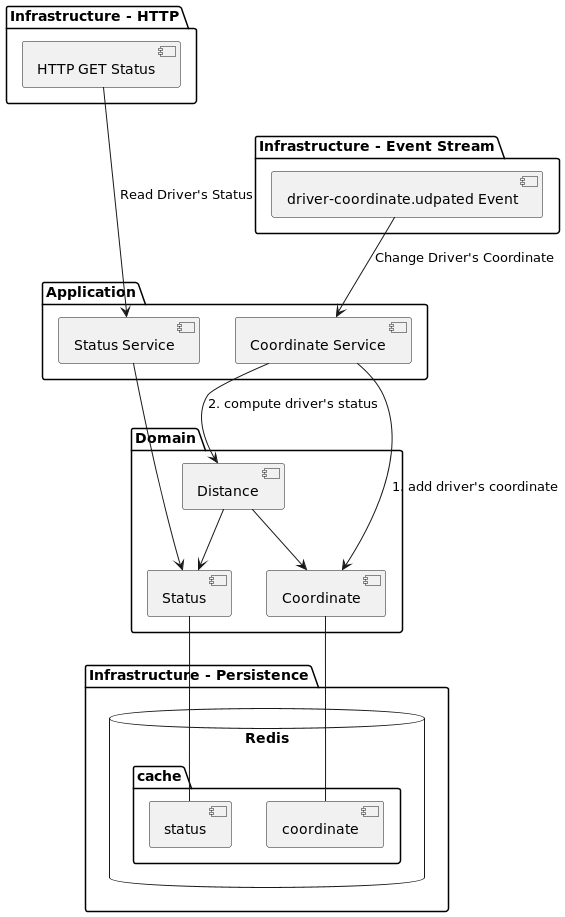 Infrastructure - HTTP
HTTP GET Status
Infrastructure - Event Stream
driver-coordinate.udpated Event
Read Driver's Status
Change Driver's Coordinate
Application
Status Service
Coordinate Service
2. compute driver's status
Domain
Distance
1. add driver's coordinate
Status
Coordinate
Infrastructure - Persistence
Redis
cache
status
coordinate